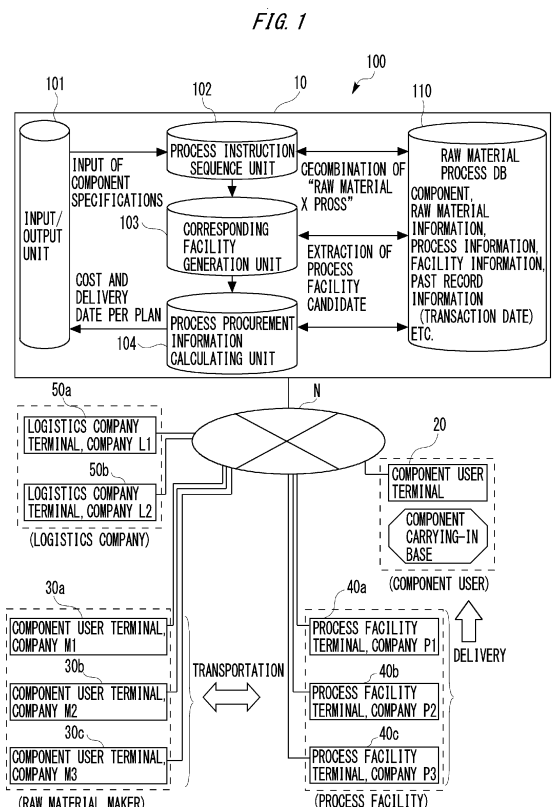 FIG. 1
100
101
102
10
110
INPUT/
OUTPUT
UNIT
INPUT OF
COMPONENT
SPECIFICATIONS
PROCESS INSTRUCTION
SEQUENCE UNIT
CECOMBINATION OF
"RAW MATERIAL
X PROSS"
RAW MATERIAL
PROCESS DB
COMPONENT,
RAW MATERIAL
INFORMATION,
PROCESS INFORMATION,
FACILITY INFORMATION,
PAST RECORD
INFORMATION
(TRANSACTION DATE)
ETC.
103
CORRESPONDING
FACILITY
GENERATION UNIT
EXTRACTION OF
PROCESS
FACILITY
CANDIDATE
COST AND
DELIVERY
DATE PER PLAN
104
PROCESS PROCUREMENT
INFORMATION
CALCULATING UNIT
50a
N
LOGISTICS COMPANY
TERMINAL, COMPANY L1
50b
LOGISTICS COMPANY
TERMINAL, COMPANY L2
(LOGISTICS COMPANY)
20
COMPONENT USER
TERMINAL
COMPONENT
CARRYING-IN
BASE
(COMPONENT USER)
DELIVERY
30a
COMPONENT USER TERMINAL,
COMPANY M1
30b
COMPONENT USER TERMINAL,
COMPANY M2
30c
COMPONENT USER TERMINAL,
COMPANY M3
(RAW MATERIAL MAKER)
TRANSPORTATION
40a
PROCESS FACILITY
TERMINAL, COMPANY P1
40b
PROCESS FACILITY
TERMINAL, COMPANY P2
40c
PROCESS FACILITY
TERMINAL, COMPANY P3
(PROCESS FACILITY)